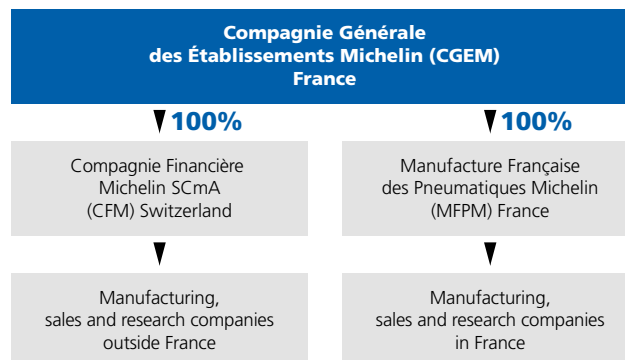 Compagnie Générale
des Établissements Michelin (CGEM)
France
100%
100%
Compagnie Financière
Michelin SCmA
(CFM) Switzerland
Manufacture Française
des Pneumatiques Michelin
(MFPM) France
Manufacturing,
sales and research companies
outside France
Manufacturing,
sales and research companies
in France